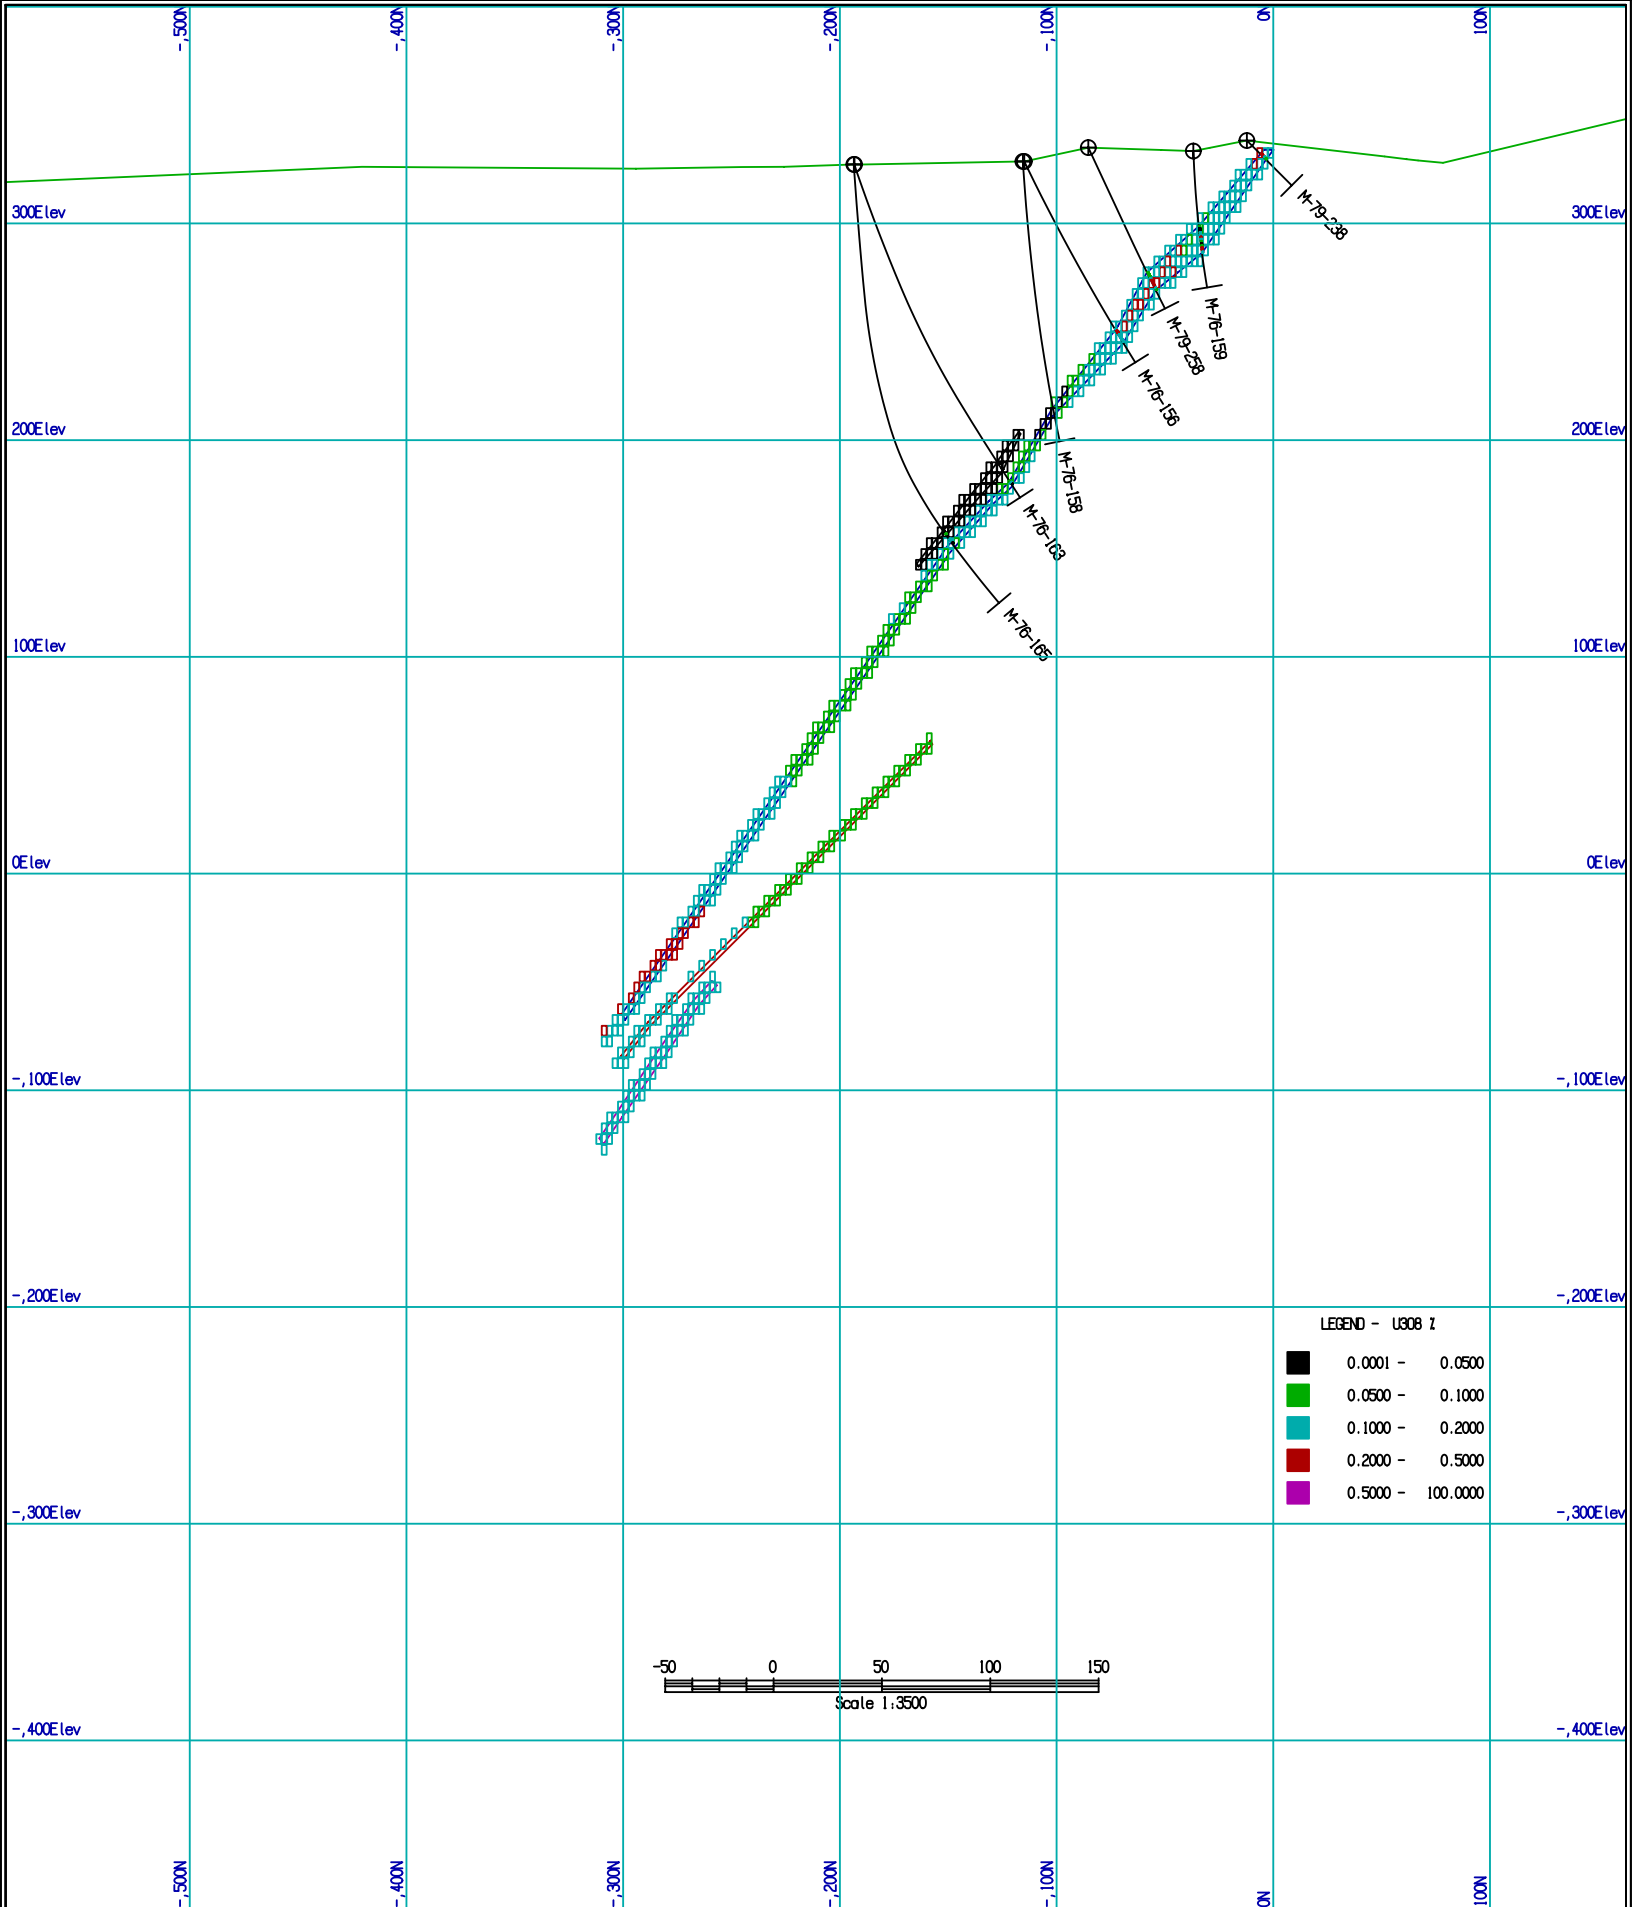 -,500N -,400N -,300N -,200N -,100N 0N 100N
300Elev 300Elev
M-79-238
M-76-159
M-79-258
M-76-156
200Elev 200Elev
M-76-158
M-76-163
M-76-165
100Elev 100Elev
0Elev 0Elev
-,100Elev -,100Elev
-,200Elev -,200Elev
LEGEND - U3O8 %
0.0001 - 0.0500
0.0500 - 0.1000
0.1000 - 0.2000
0.2000 - 0.5000
0.5000 - 100.0000
-,300Elev -,300Elev
-50 0 50 100 150
Scale 1:3500
-,400Elev -,400Elev
-,500N -,400N -,300N -,200N -,100N 0N 100N